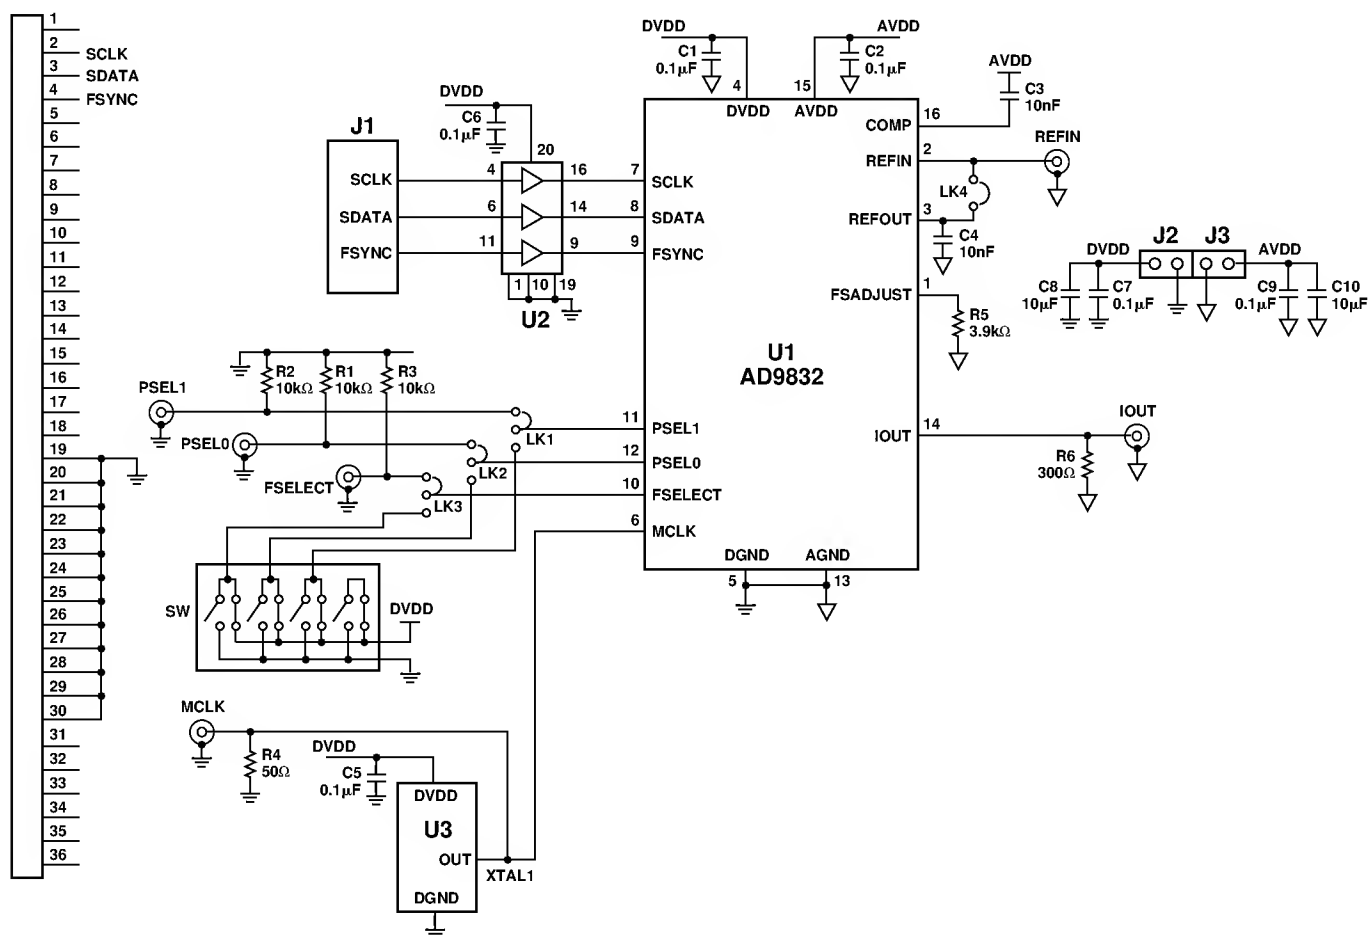 1
2
SCLK
3
SDATA
4
FSYNC
5
6
7
8
9
10
11
12
13
14
15
16
17
18
19
20
21
22
23
24
25
26
27
28
29
30
31
32
33
34
35
36
J1
SCLK
SDATA
FSYNC
DVDD
C6
0.1µF
20
4
16
6
14
11
9
1
10
19
U2
DVDD
C1
0.1µF
4
DVDD
AVDD
C2
0.1µF
15
AVDD
7
SCLK
8
SDATA
9
FSYNC
U1
AD9832
11
PSEL1
12
PSEL0
10
FSELECT
6
MCLK
DGND
5
AGND
13
COMP
16
AVDD
C3
10nF
REFIN
2
REFIN
LK4
REFOUT
3
C4
10nF
FSADJUST
1
R5
3.9kΩ
IOUT
14
IOUT
R6
300Ω
J2
J3
DVDD
AVDD
C8
10µF
C7
0.1µF
C9
0.1µF
C10
10µF
R2
10kΩ
R1
10kΩ
R3
10kΩ
PSEL1
PSEL0
FSELECT
LK1
LK2
LK3
SW
DVDD
MCLK
R4
50Ω
DVDD
C5
0.1µF
DVDD
U3
OUT
XTAL1
DGND